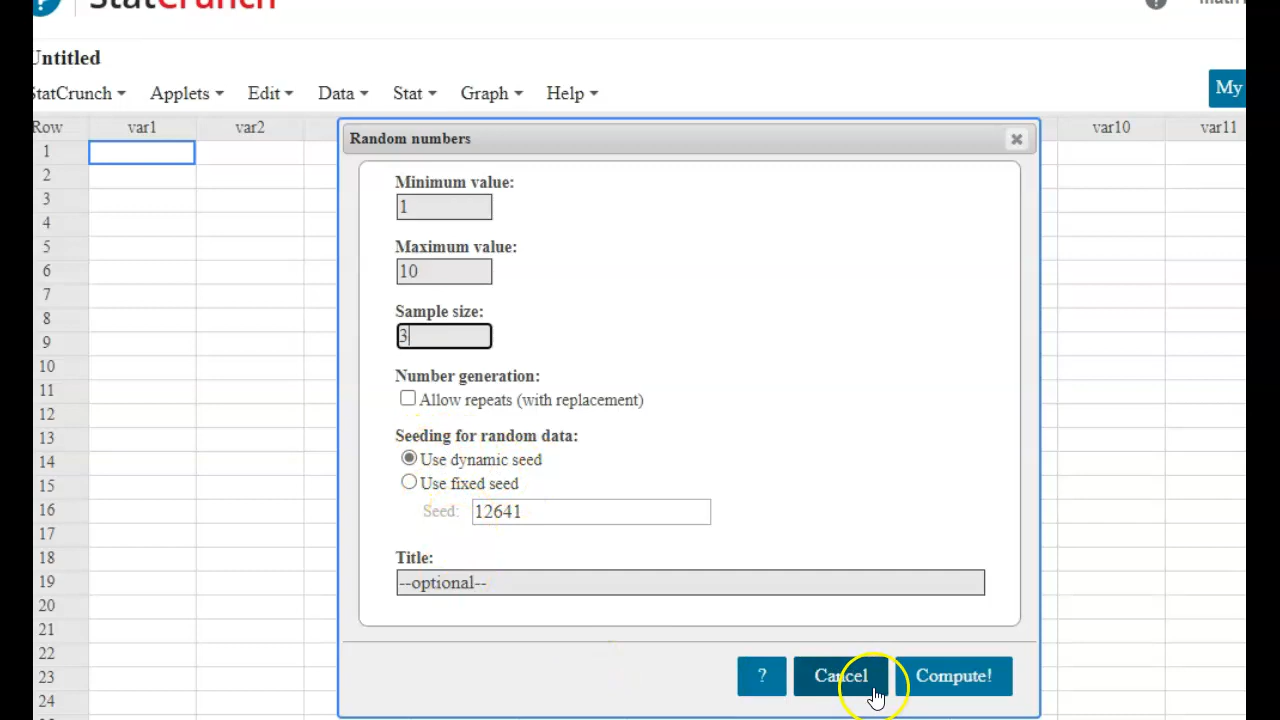 StatCrunch
Untitled
StatCrunch Applets Edit Data Stat Graph Help
My
Row var1 var2 var10 var11
Random numbers
1
2
3
4
5
6
7
8
9
10
11
12
13
14
15
16
17
18
19
20
21
22
23
24
Minimum value:
1
Maximum value:
10
Sample size:
3
Number generation:
Allow repeats (with replacement)
Seeding for random data:
Use dynamic seed
Use fixed seed
Seed: 12641
Title:
--optional--
? Cancel Compute!